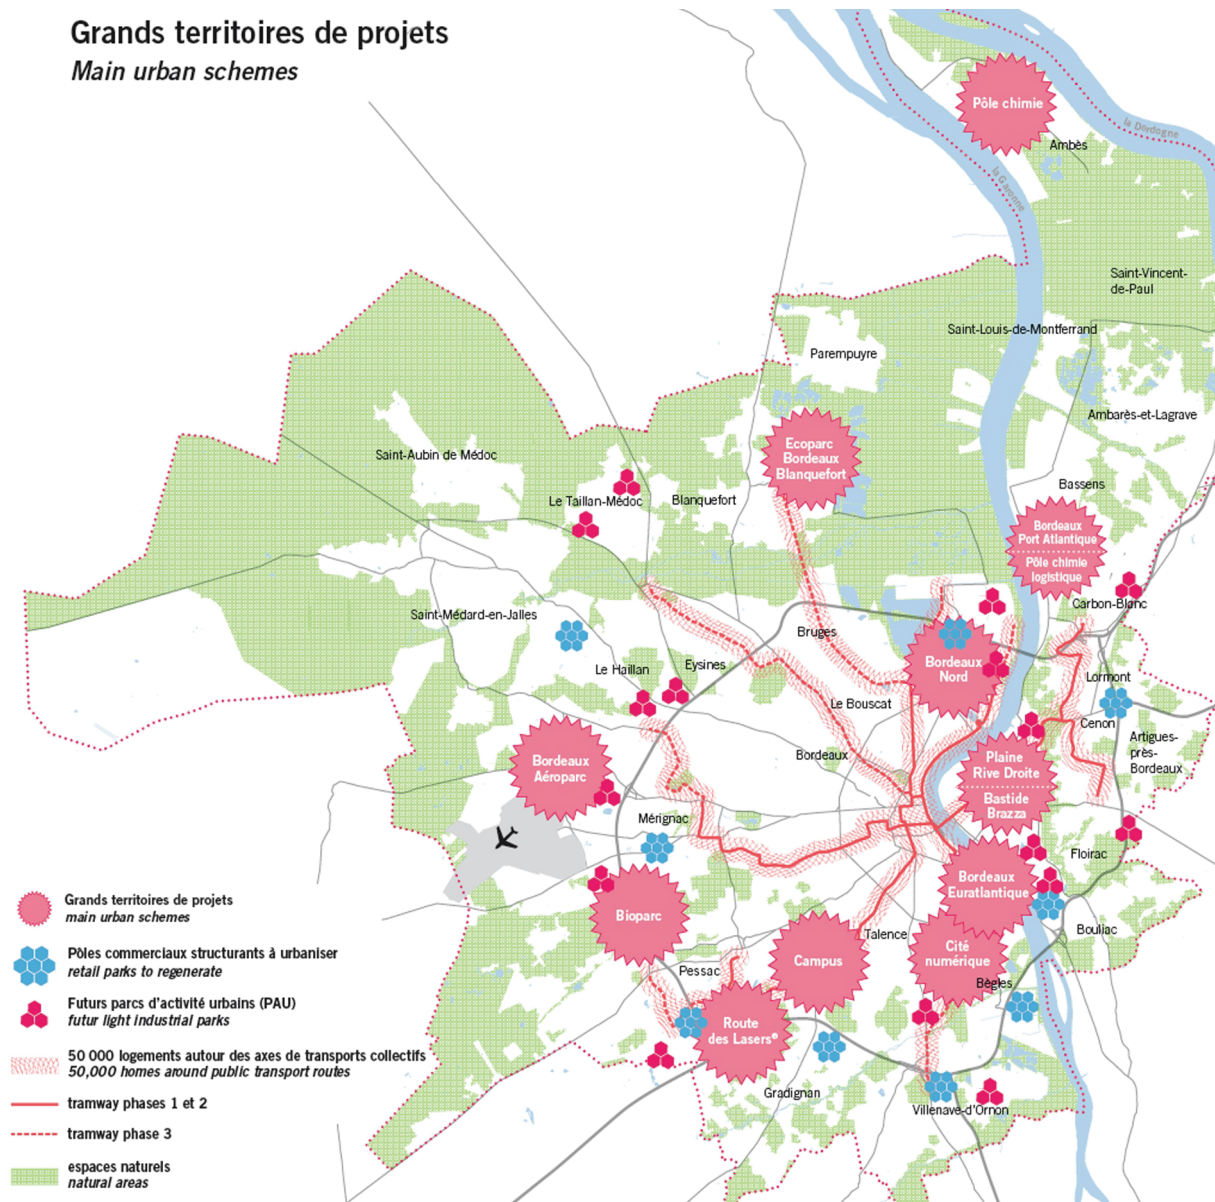 Grands territoires de projets
Main urban schemes
Pôle chimie
la Dordogne
Ambès
la Garonne
Saint-Vincent-
de-Paul
Saint-Louis-de-Montferrand
Parempuyre
Ambarès-et-Lagrave
Ecoparc
Bordeaux
Blanquefort
Saint-Aubin de Médoc
Bassens
Le Taillan-Médoc
Blanquefort
Bordeaux
Port Atlantique
Pôle chimie
logistique
Carbon-Blanc
Saint-Médard-en-Jalles
Bruges
Le Haillan
Eysines
Bordeaux
Nord
Lormont
Le Bouscat
Cenon
Artigues-
près-
Bordeaux
Bordeaux
Plaine
Rive Droite
Bastide
Brazza
Bordeaux
Aéroparc
Mérignac
Floirac
Bordeaux
Euratlantique
Bioparc
Talence
Bouliac
Cité
numérique
Campus
Pessac
Bègles
Route
des Lasers®
Gradignan
Villenave-d'Ornon
Grands territoires de projets
main urban schemes
Pôles commerciaux structurants à urbaniser
retail parks to regenerate
Futurs parcs d'activité urbains (PAU)
futur light industrial parks
50 000 logements autour des axes de transports collectifs
50,000 homes around public transport routes
tramway phases 1 et 2
tramway phase 3
espaces naturels
natural areas